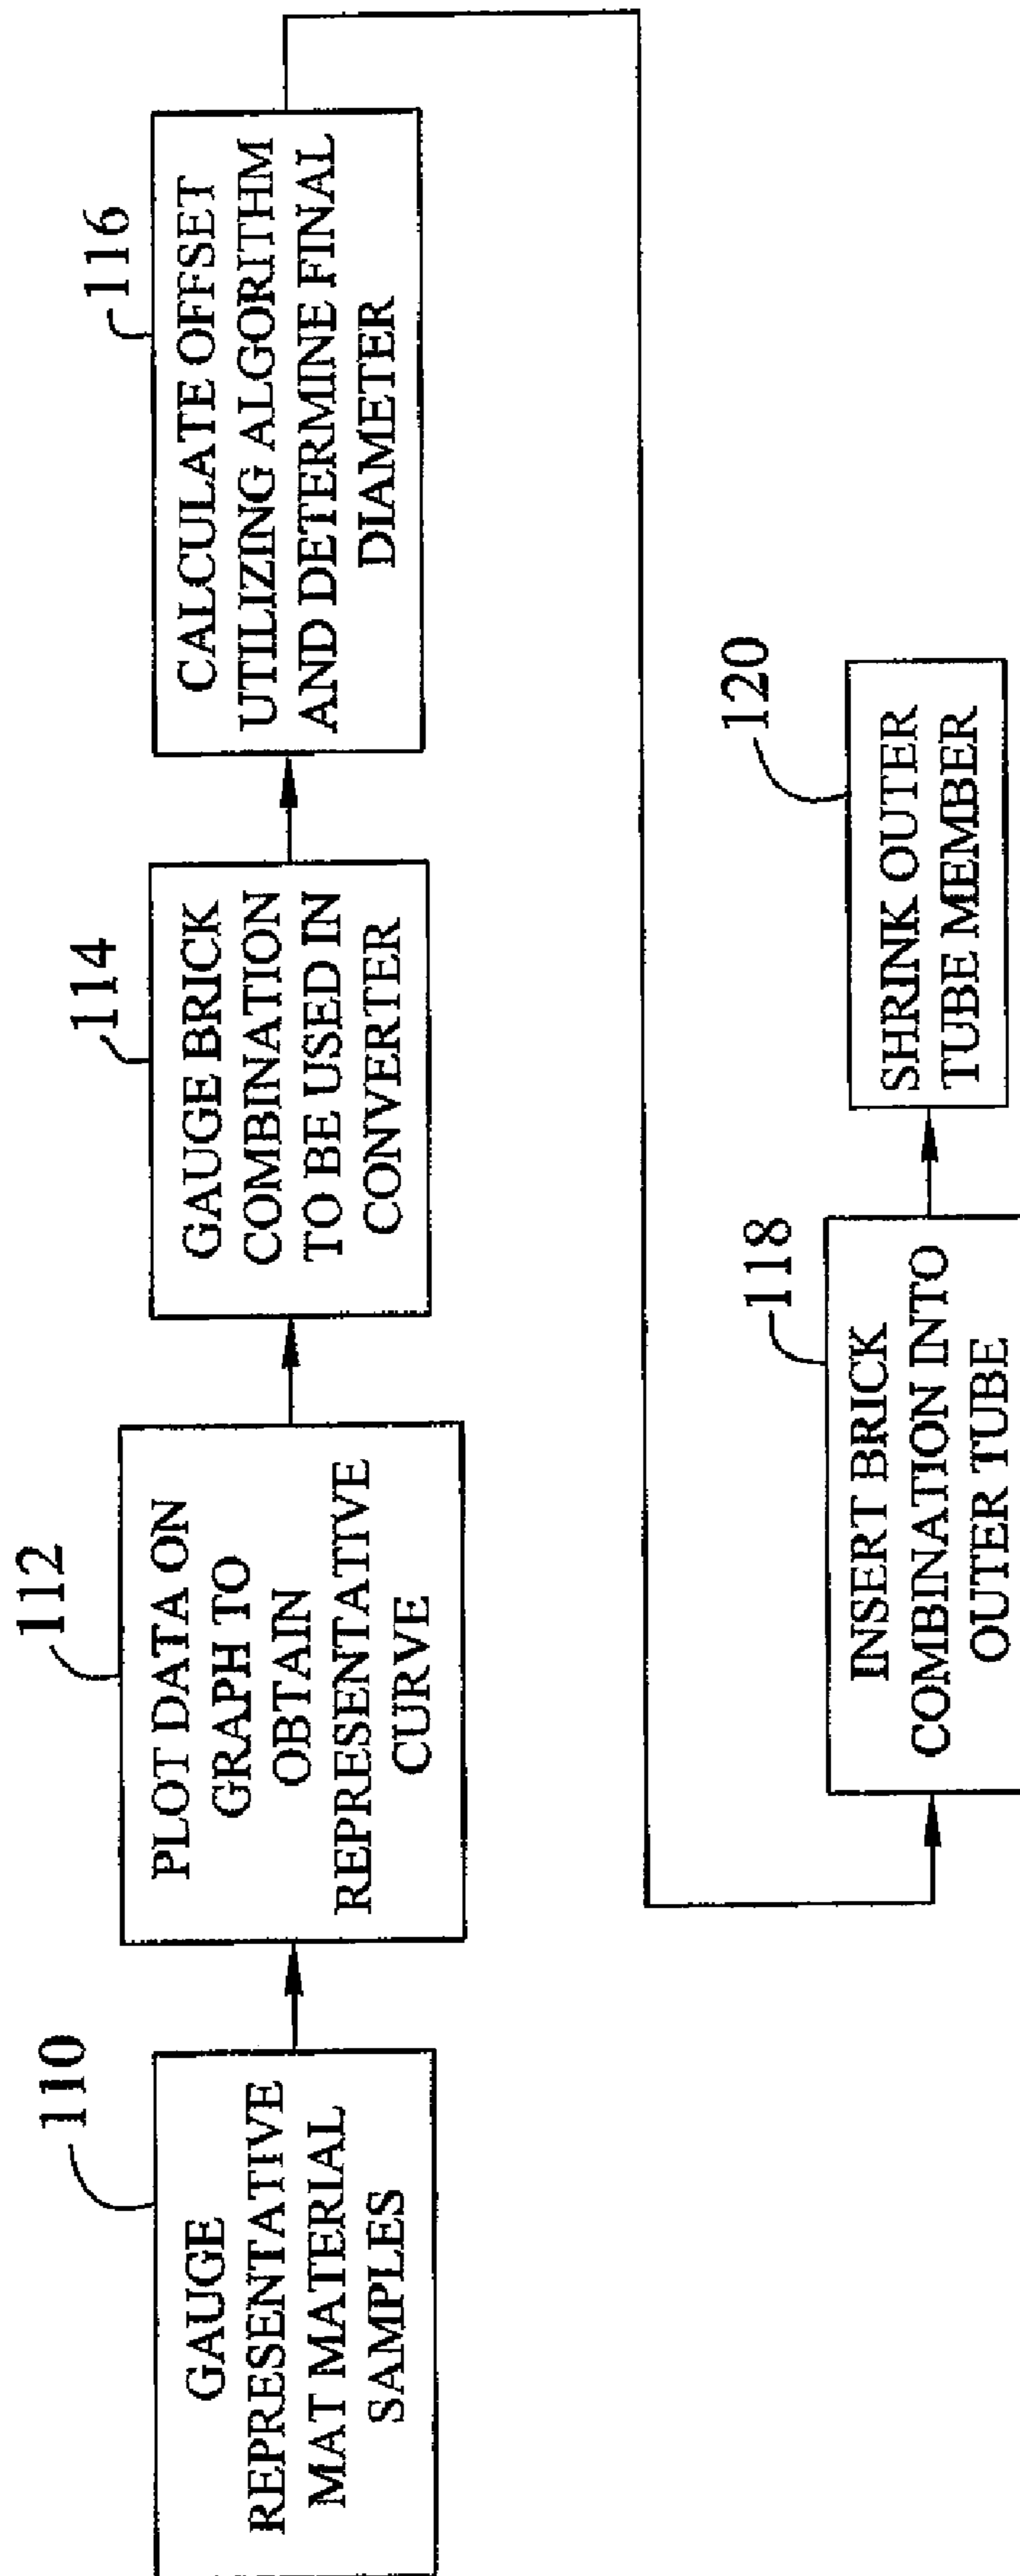 110
GAUGE
REPRESENTATIVE
MAT MATERIAL
SAMPLES
112
PLOT DATA ON
GRAPH TO
OBTAIN
REPRESENTATIVE
CURVE
114
GAUGE BRICK
COMBINATION
TO BE USED IN
CONVERTER
116
CALCULATE OFFSET
UTILIZING ALGORITHM
AND DETERMINE FINAL
DIAMETER
118
INSERT BRICK
COMBINATION INTO
OUTER TUBE
120
SHRINK OUTER
TUBE MEMBER